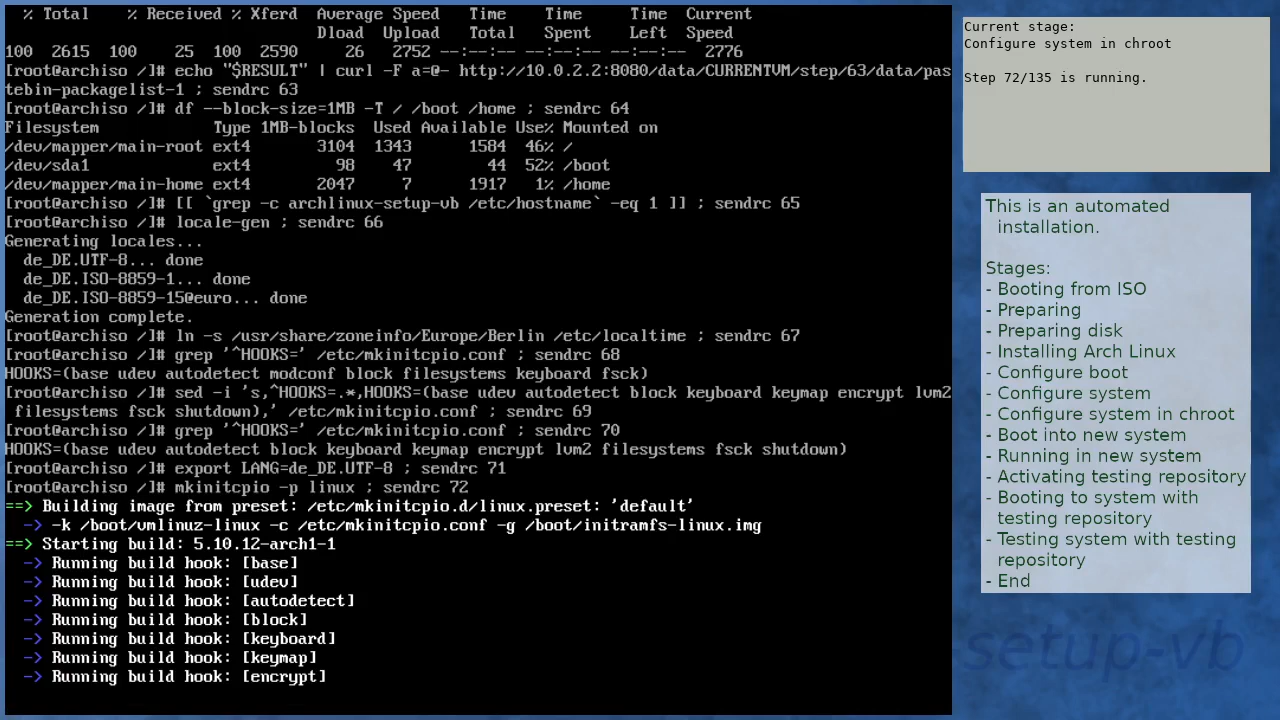 % Total    % Received % Xferd  Average Speed   Time    Time     Time  Current
                                 Dload  Upload   Total   Spent    Left  Speed
100  2615  100    25  100  2590     26   2752 --:--:-- --:--:-- --:--:--  2776
[root@archiso /]# echo "$RESULT" | curl -F a=@- http://10.0.2.2:8080/data/CURRENTVM/step/63/data/pas
tebin-packagelist-1 ; sendrc 63
[root@archiso /]# df --block-size=1MB -T / /boot /home ; sendrc 64
Filesystem            Type 1MB-blocks  Used Available Use% Mounted on
/dev/mapper/main-root ext4       3104  1343      1584  46% /
/dev/sda1             ext4         98    47        44  52% /boot
/dev/mapper/main-home ext4       2047     7      1917   1% /home
[root@archiso /]# [[ `grep -c archlinux-setup-vb /etc/hostname` -eq 1 ]] ; sendrc 65
[root@archiso /]# locale-gen ; sendrc 66
Generating locales...
  de_DE.UTF-8... done
  de_DE.ISO-8859-1... done
  de_DE.ISO-8859-15@euro... done
Generation complete.
[root@archiso /]# ln -s /usr/share/zoneinfo/Europe/Berlin /etc/localtime ; sendrc 67
[root@archiso /]# grep '^HOOKS=' /etc/mkinitcpio.conf ; sendrc 68
HOOKS=(base udev autodetect modconf block filesystems keyboard fsck)
[root@archiso /]# sed -i 's,^HOOKS=.*,HOOKS=(base udev autodetect block keyboard keymap encrypt lvm2
 filesystems fsck shutdown),' /etc/mkinitcpio.conf ; sendrc 69
[root@archiso /]# grep '^HOOKS=' /etc/mkinitcpio.conf ; sendrc 70
HOOKS=(base udev autodetect block keyboard keymap encrypt lvm2 filesystems fsck shutdown)
[root@archiso /]# export LANG=de_DE.UTF-8 ; sendrc 71
[root@archiso /]# mkinitcpio -p linux ; sendrc 72
==> Building image from preset: /etc/mkinitcpio.d/linux.preset: 'default'
  -> -k /boot/vmlinuz-linux -c /etc/mkinitcpio.conf -g /boot/initramfs-linux.img
==> Starting build: 5.10.12-arch1-1
  -> Running build hook: [base]
  -> Running build hook: [udev]
  -> Running build hook: [autodetect]
  -> Running build hook: [block]
  -> Running build hook: [keyboard]
  -> Running build hook: [keymap]
  -> Running build hook: [encrypt]
Current stage:
Configure system in chroot
Step 72/135 is running.
This is an automated
installation.
Stages:
- Booting from ISO
- Preparing
- Preparing disk
- Installing Arch Linux
- Configure boot
- Configure system
- Configure system in chroot
- Boot into new system
- Running in new system
- Activating testing repository
- Booting to system with
testing repository
- Testing system with testing
repository
- End
setup-vb